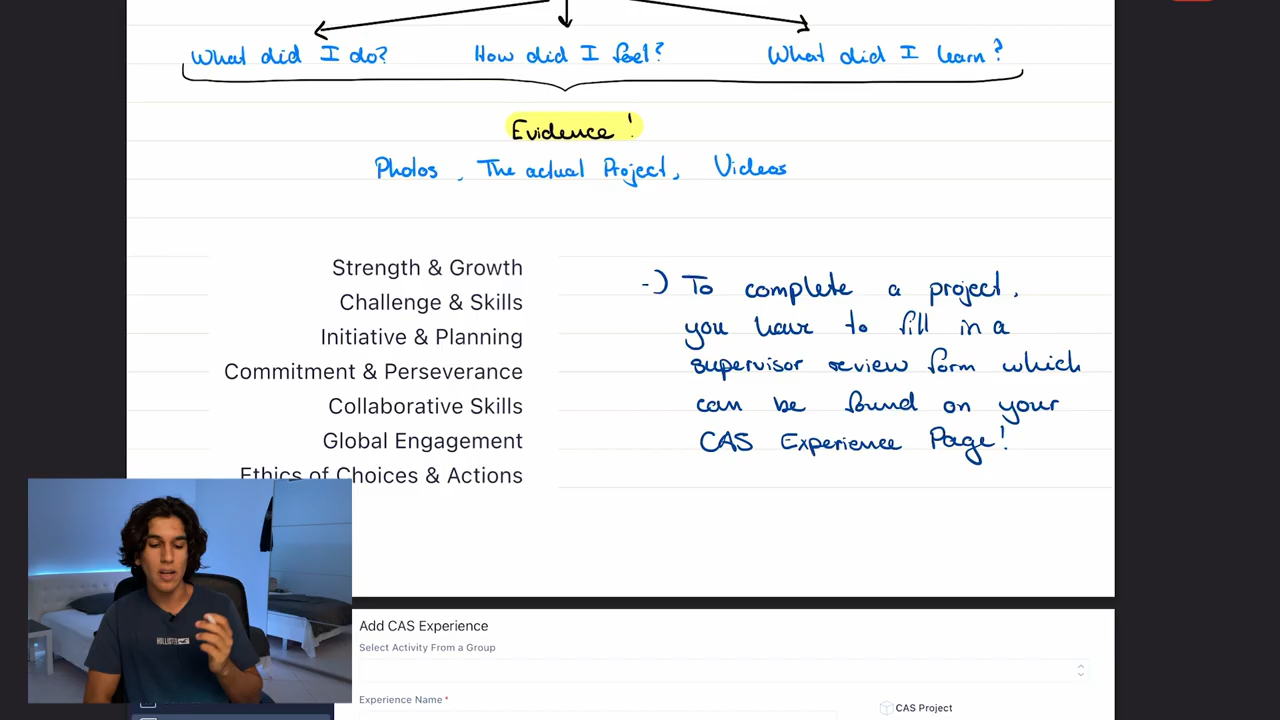 What did I do? How did I feel? What did I learn?
Evidence!
Photos, The actual Project, Videos
Strength & Growth
Challenge & Skills
Initiative & Planning
Commitment & Perseverance
Collaborative Skills
Global Engagement
Ethics of Choices & Actions
-) To complete a project,
you have to fill in a
supervisor review form which
can be found on your
CAS Experience Page!
HOLLISTER
Add CAS Experience
Select Activity From a Group
Experience Name *
CAS Project